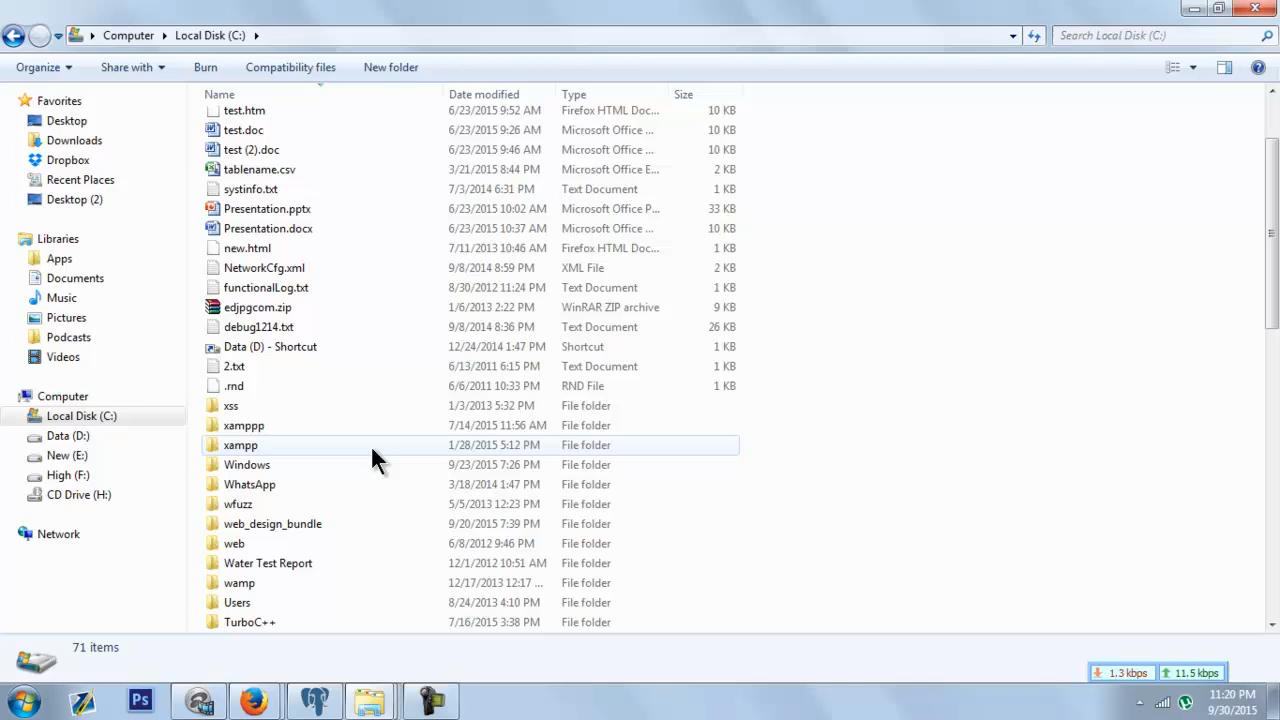 Computer Local Disk (C:) Search Local Disk (C:)
Organize Share with Burn Compatibility files New folder
Name Date modified Type Size
Favorites
Desktop
Downloads
Dropbox
Recent Places
Desktop (2)
Libraries
Apps
Documents
Music
Pictures
Podcasts
Videos
Computer
Local Disk (C:)
Data (D:)
New (E:)
High (F:)
CD Drive (H:)
Network
test.htm 6/23/2015 9:52 AM Firefox HTML Doc... 10 KB
test.doc 6/23/2015 9:26 AM Microsoft Office ... 10 KB
test (2).doc 6/23/2015 9:46 AM Microsoft Office ... 10 KB
tablename.csv 3/21/2015 8:44 PM Microsoft Office E... 2 KB
systinfo.txt 7/3/2014 6:31 PM Text Document 1 KB
Presentation.pptx 6/23/2015 10:02 AM Microsoft Office P... 33 KB
Presentation.docx 6/23/2015 10:37 AM Microsoft Office ... 10 KB
new.html 7/11/2013 10:46 AM Firefox HTML Doc... 1 KB
NetworkCfg.xml 9/8/2014 8:59 PM XML File 2 KB
functionalLog.txt 8/30/2012 11:24 PM Text Document 1 KB
edjpgcom.zip 1/6/2013 2:22 PM WinRAR ZIP archive 9 KB
debug1214.txt 9/8/2014 8:36 PM Text Document 26 KB
Data (D) - Shortcut 12/24/2014 1:47 PM Shortcut 1 KB
2.txt 6/13/2011 6:15 PM Text Document 1 KB
.rnd 6/6/2011 10:33 PM RND File 1 KB
xss 1/3/2013 5:32 PM File folder
xamppp 7/14/2015 11:56 AM File folder
xampp 1/28/2015 5:12 PM File folder
Windows 9/23/2015 7:26 PM File folder
WhatsApp 3/18/2014 1:47 PM File folder
wfuzz 5/5/2013 12:23 PM File folder
web_design_bundle 9/20/2015 7:39 PM File folder
web 6/8/2012 9:46 PM File folder
Water Test Report 12/1/2012 10:51 AM File folder
wamp 12/17/2013 12:17 ... File folder
Users 8/24/2013 4:10 PM File folder
TurboC++ 7/16/2015 3:38 PM File folder
71 items
1.3 kbps 11.5 kbps
Ps
11:20 PM
9/30/2015